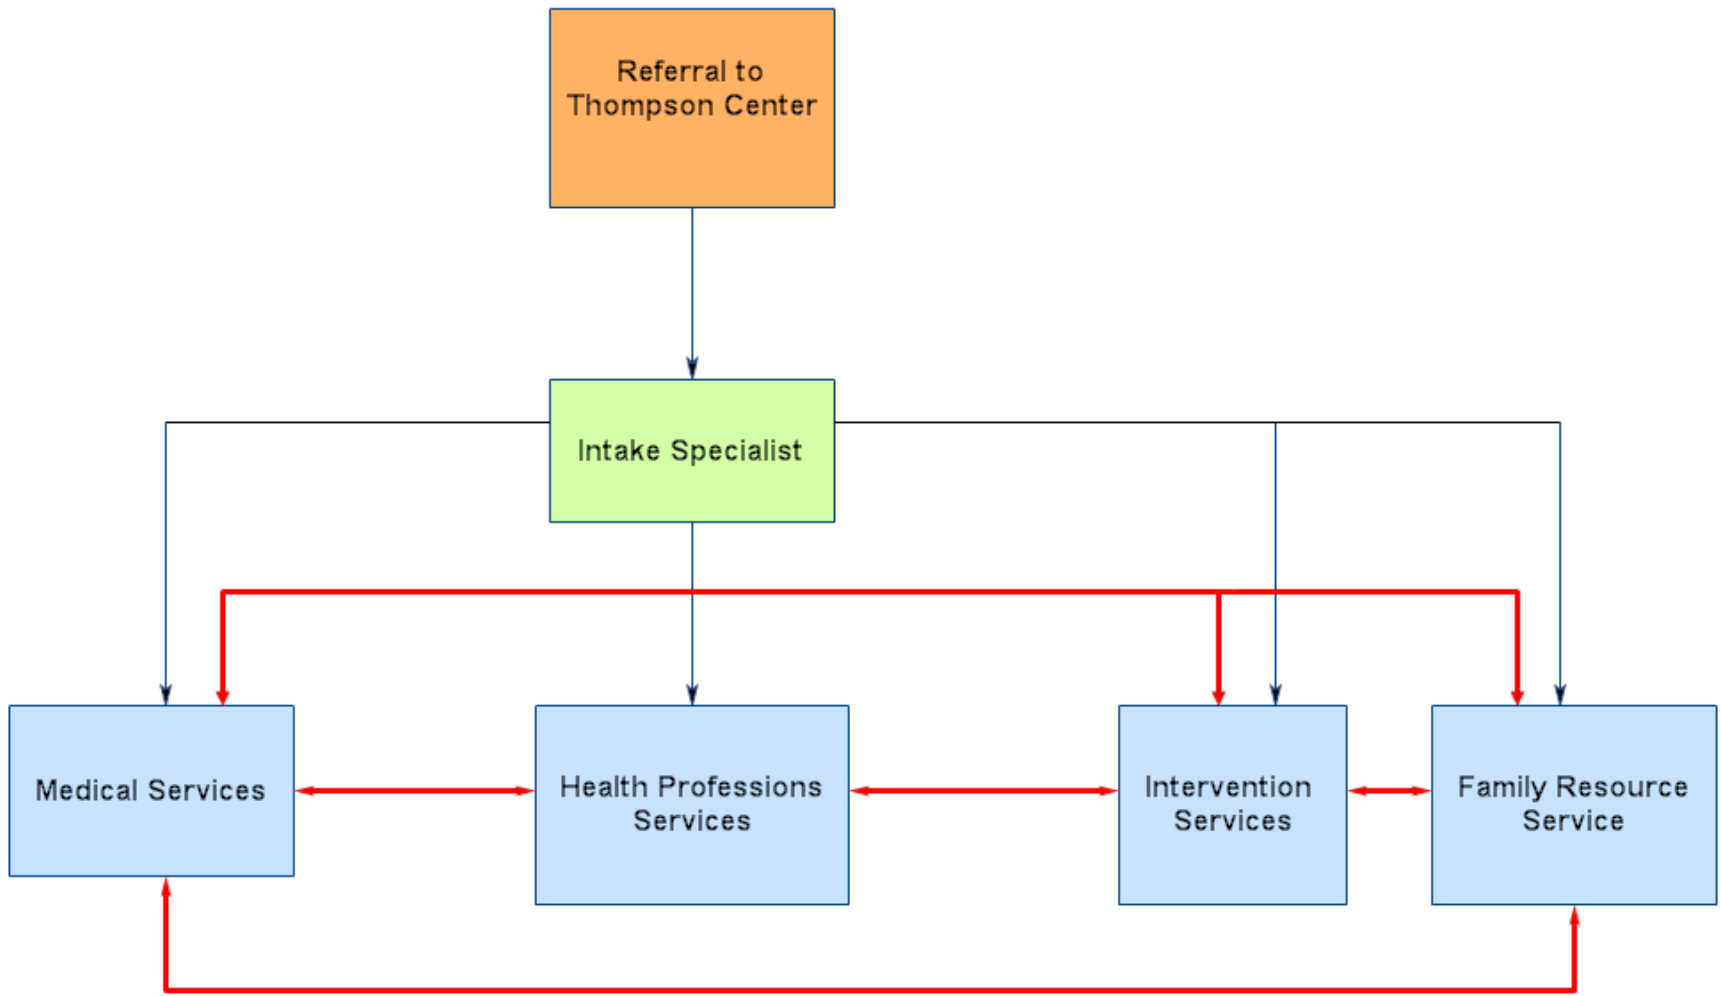 Referral to
Thompson Center
Intake Specialist
Medical Services
Health Professions
Services
Intervention
Services
Family Resource
Service